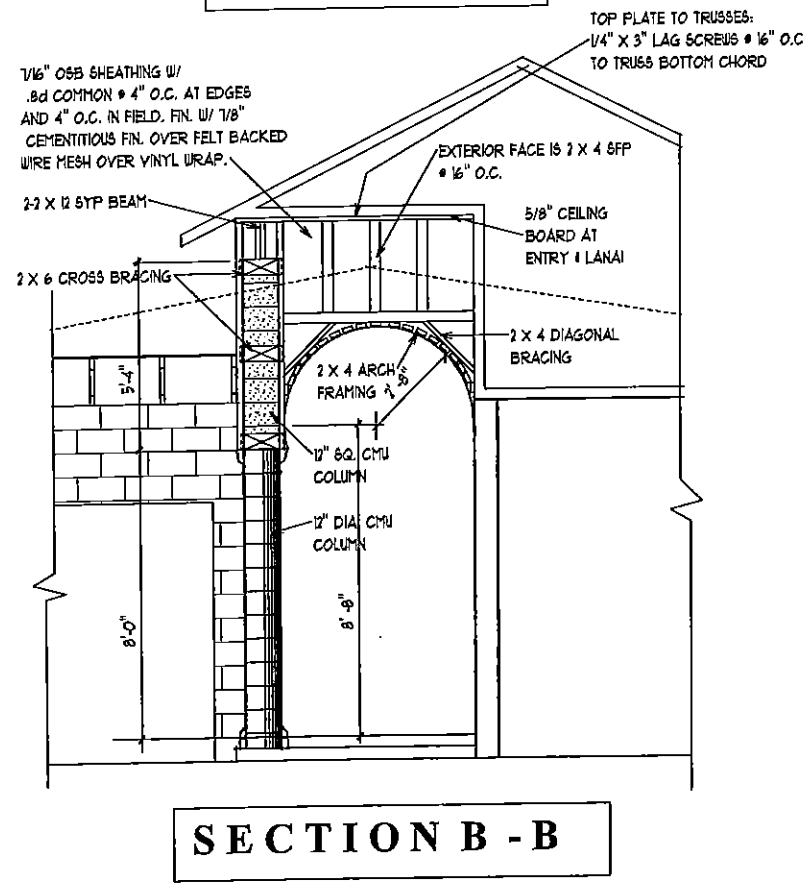 TOP PLATE TO TRUSSES:
1/4" X 3" LAG SCREWS @ 16" O.C
TO TRUSS BOTTOM CHORD
7/16" OSB SHEATHING W/
.8d COMMON @ 4" O.C. AT EDGES
AND 4" O.C. IN FIELD. FIN. W/ 7/8"
CEMENTITIOUS FIN. OVER FELT BACKED
WIRE MESH OVER VINYL WRAP.
EXTERIOR FACE IS 2 X 4 SFP
@ 16" O.C.
2-2 X 12 SYP BEAM
5/8" CEILING
BOARD AT
ENTRY & LANAI
2 X 6 CROSS BRACING
2 X 4 DIAGONAL
BRACING
2 X 4 ARCH
FRAMING
5'-4"
12" SQ. CMU
COLUMN
12" DIA. CMU
COLUMN
8'-0"
8'-8"
SECTION B - B